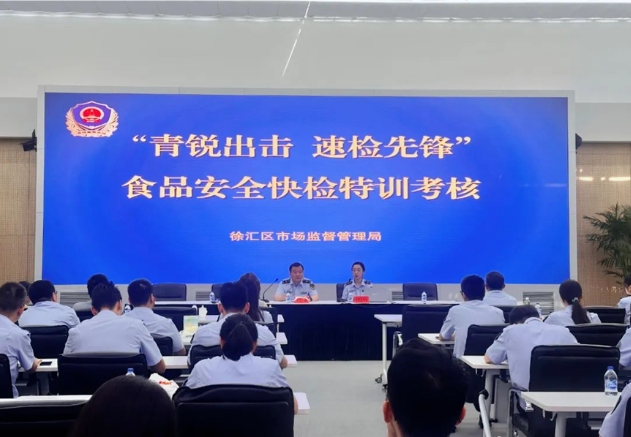 “青锐出击 速检先锋”
食品安全快检特训考核
徐汇区市场监督管理局